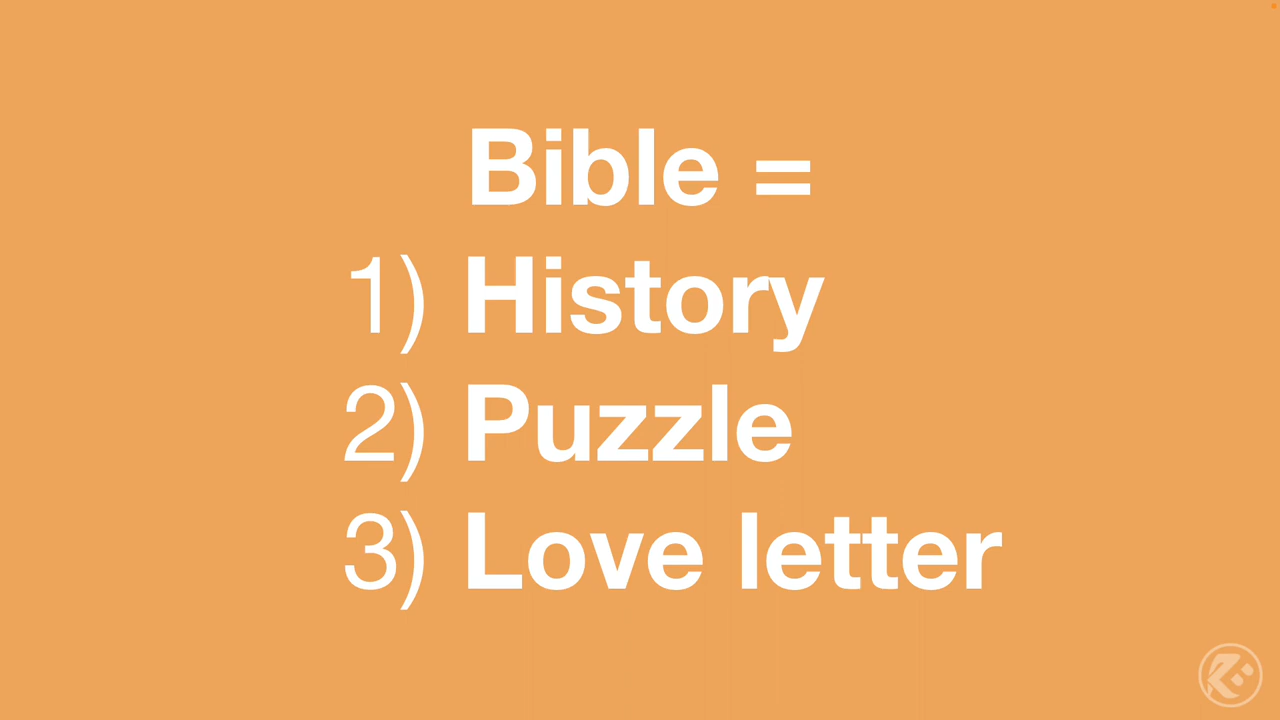 Bible =
1) History
2) Puzzle
3) Love letter